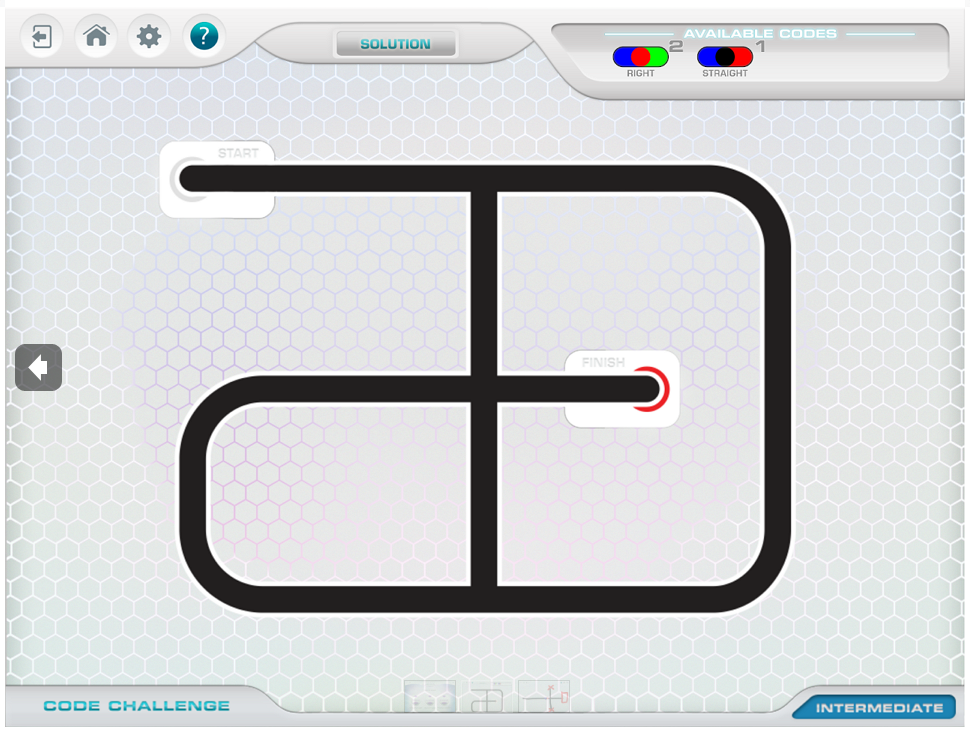 ?
SOLUTION
AVAILABLE CODES
2
1
RIGHT
STRAIGHT
START
FINISH
CODE CHALLENGE
INTERMEDIATE